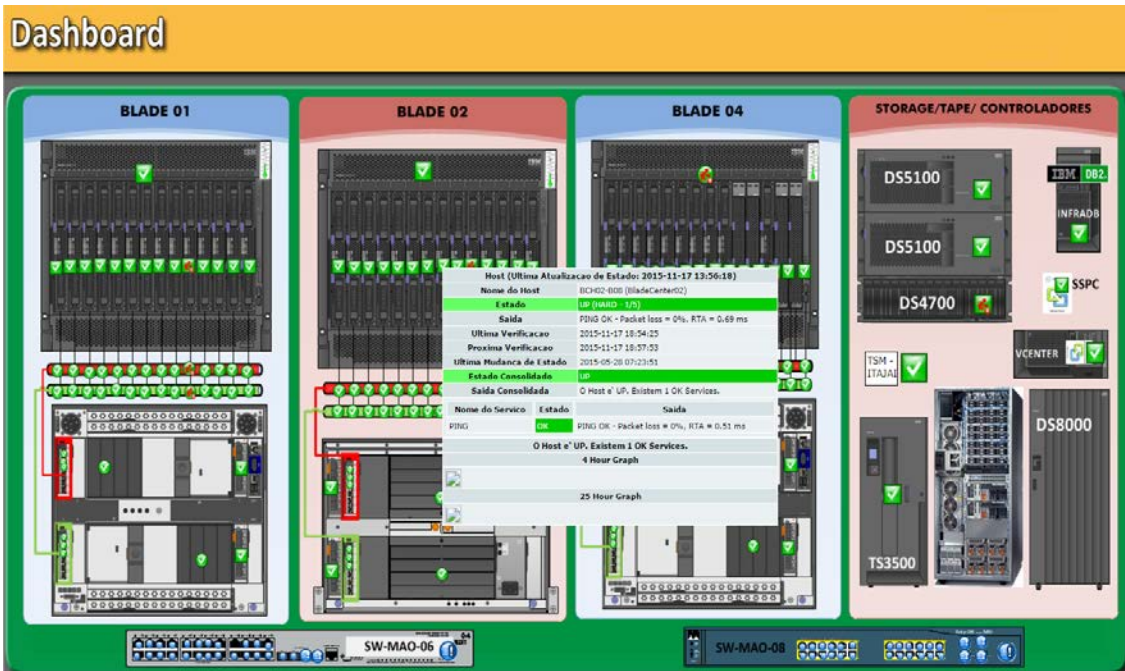 Dashboard
BLADE 01
BLADE 02
BLADE 04
STORAGE/TAPE/ CONTROLADORES
DS5100
IBM DB2.
INFRADB
DS5100
SSPC
DS4700
VCENTER
TSM -
ITAJAI
DS8000
TS3500
Host (Ultima Atualizacao de Estado: 2015-11-17 13:56:18)
Nome do Host BCH02-B08 (BladeCenter02)
Estado UP (HARD - 1/5)
Saida PING OK - Packet loss = 0%, RTA = 0.69 ms
Ultima Verificacao 2015-11-17 18:54:25
Proxima Verificacao 2015-11-17 18:57:53
Ultima Mudanca de Estado 2015-05-28 07:23:51
Estado Consolidado UP
Saida Consolidada O Host e' UP. Existem 1 OK Services.
Nome do Servico Estado Saida
PING OK PING OK - Packet loss = 0%, RTA = 0.51 ms
O Host e' UP. Existem 1 OK Services.
4 Hour Graph
25 Hour Graph
SW-MAO-06
SW-MAO-08